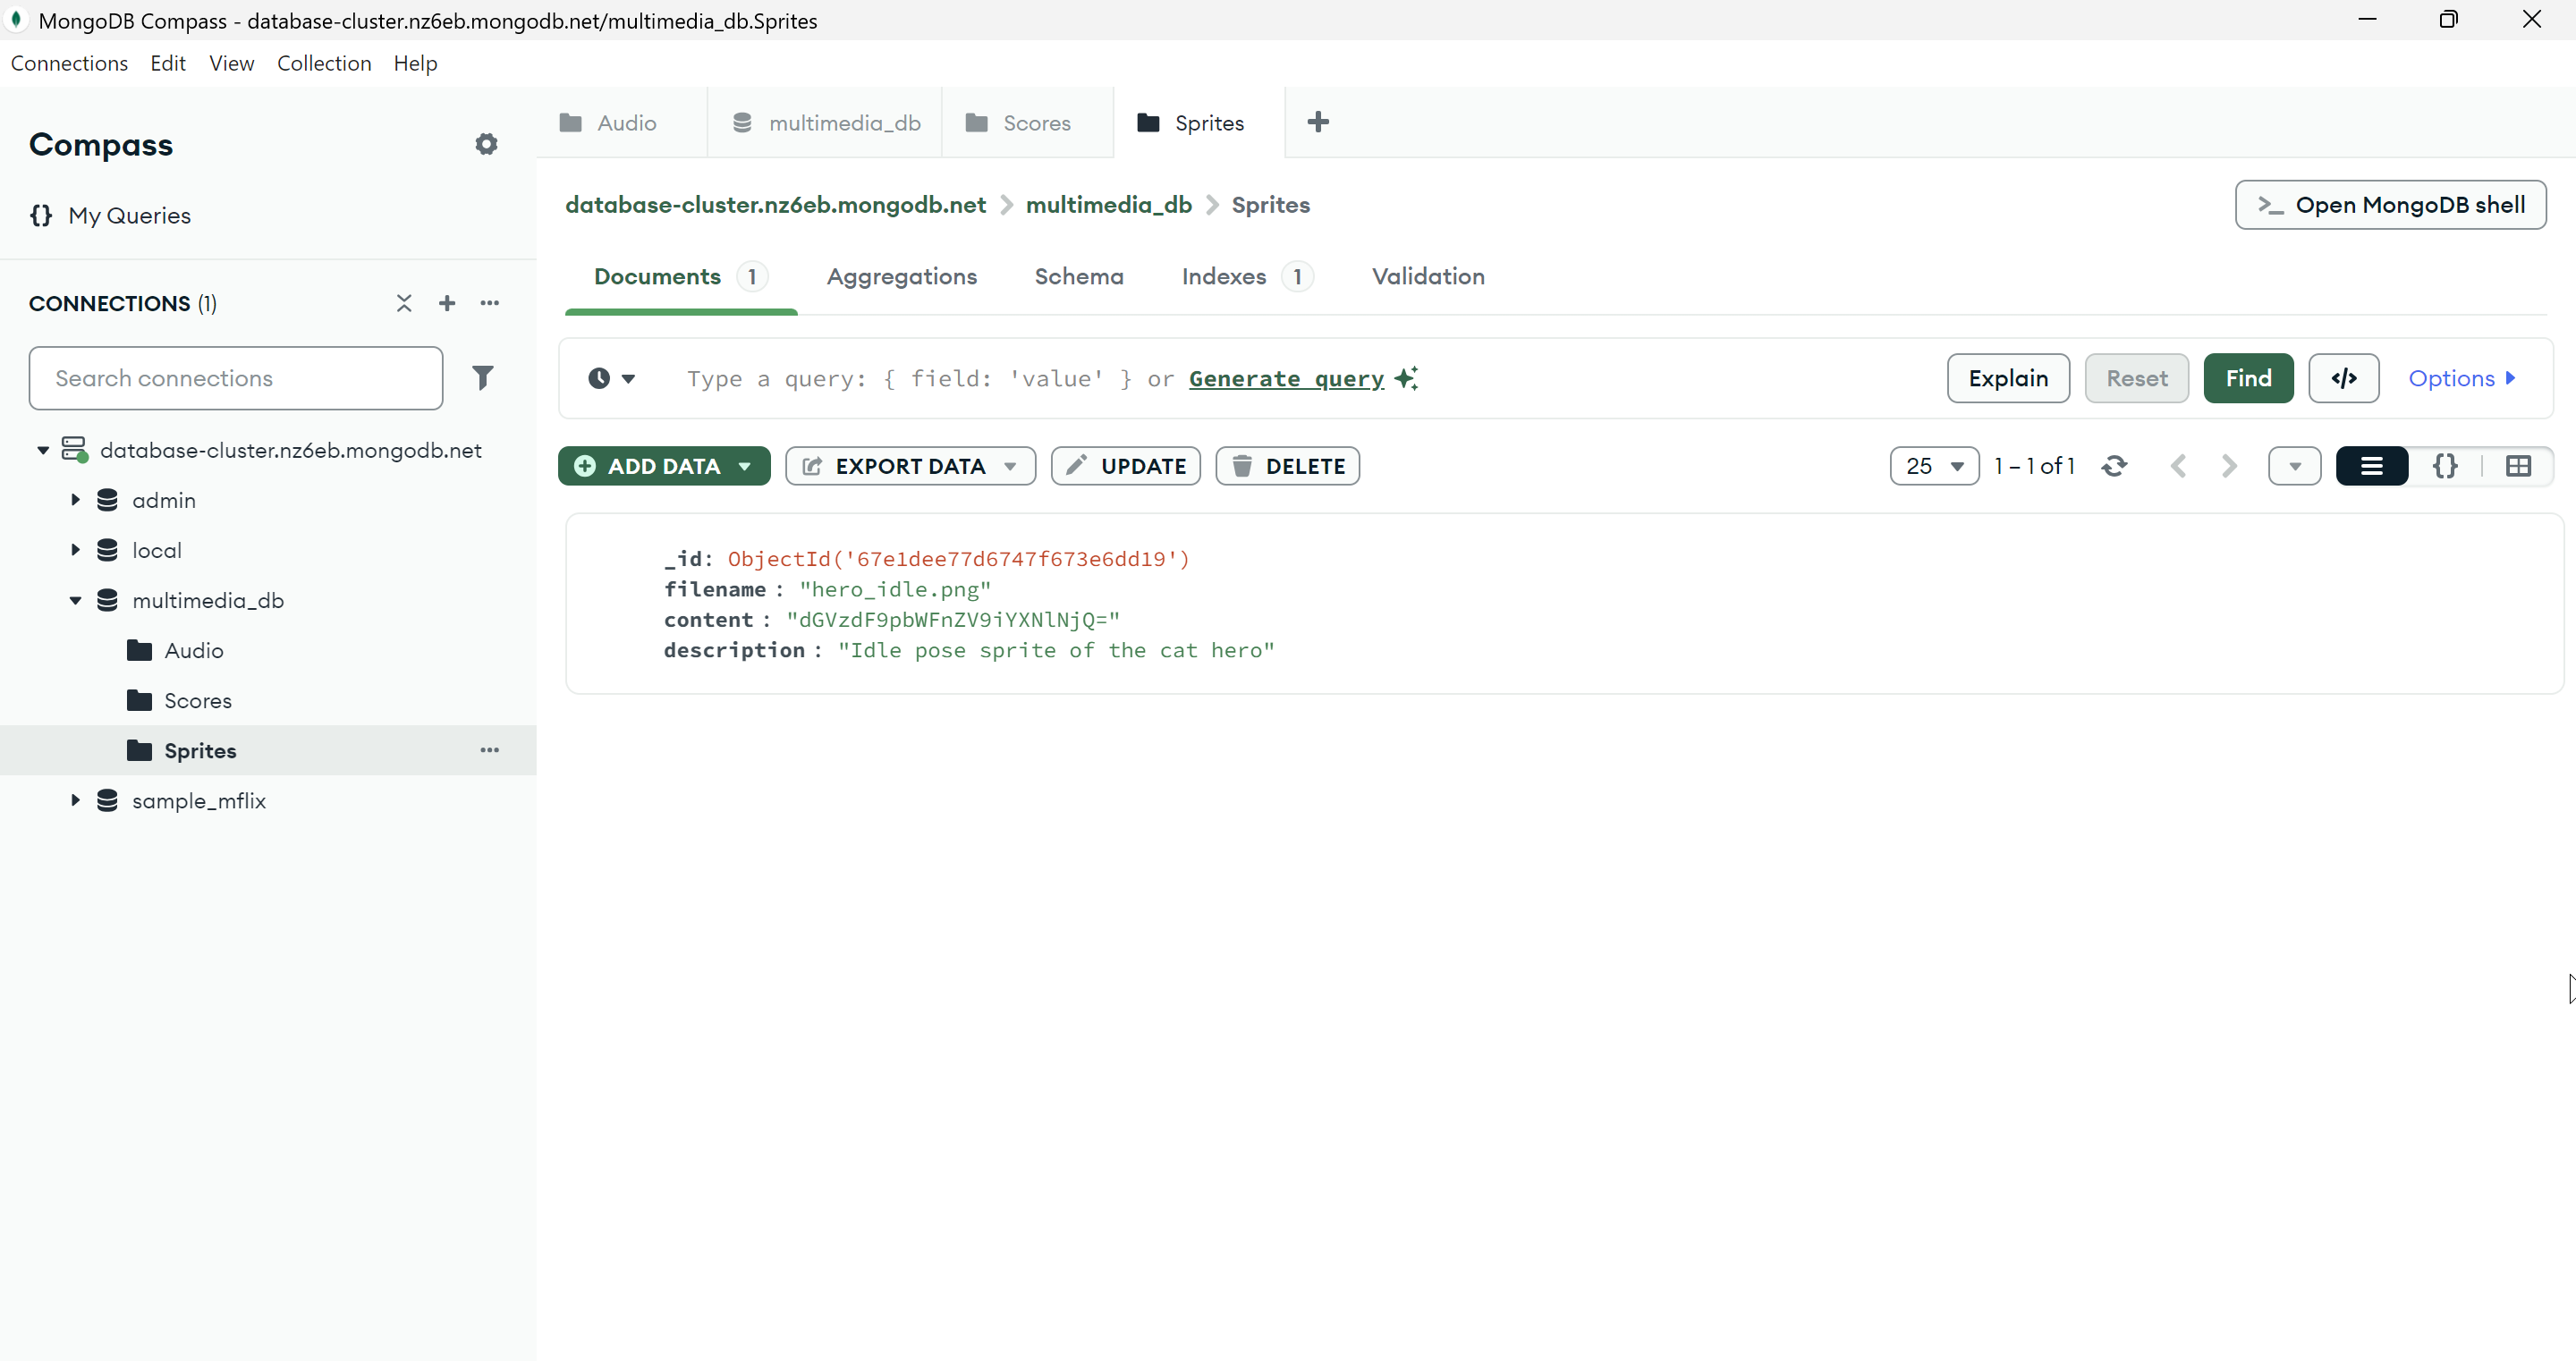 MongoDB Compass - database-cluster.nz6eb.mongodb.net/multimedia_db.Sprites
Connections Edit View Collection Help
Compass
{} My Queries
CONNECTIONS (1)
Search connections
database-cluster.nz6eb.mongodb.net
admin
local
multimedia_db
Audio
Scores
Sprites
sample_mflix
Audio multimedia_db Scores Sprites
database-cluster.nz6eb.mongodb.net > multimedia_db > Sprites
>_ Open MongoDB shell
Documents 1 Aggregations Schema Indexes 1 Validation
Type a query: { field: 'value' } or Generate query
Explain Reset Find </> Options
ADD DATA EXPORT DATA UPDATE DELETE
25 1 – 1 of 1 {}
_id: ObjectId('67e1dee77d6747f673e6dd19')
filename : "hero_idle.png"
content : "dGVzdF9pbWFnZV9iYXNlNjQ="
description : "Idle pose sprite of the cat hero"